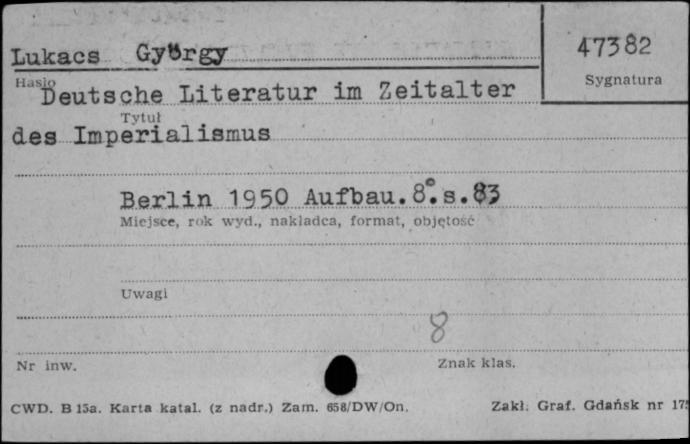 Lukacs György
47382
Sygnatura
Hasło
Deutsche Literatur im Zeitalter
Tytuł
des Imperialismus
Berlin 1950 Aufbau. 8°. s. 83
Miejsce, rok wyd., nakładca, format, objętość
Uwagi
8
Nr inw.
Znak klas.
CWD. B 15a. Karta katal. (z nadr.) Zam. 658/DW/On.
Zakł. Graf. Gdańsk nr 175